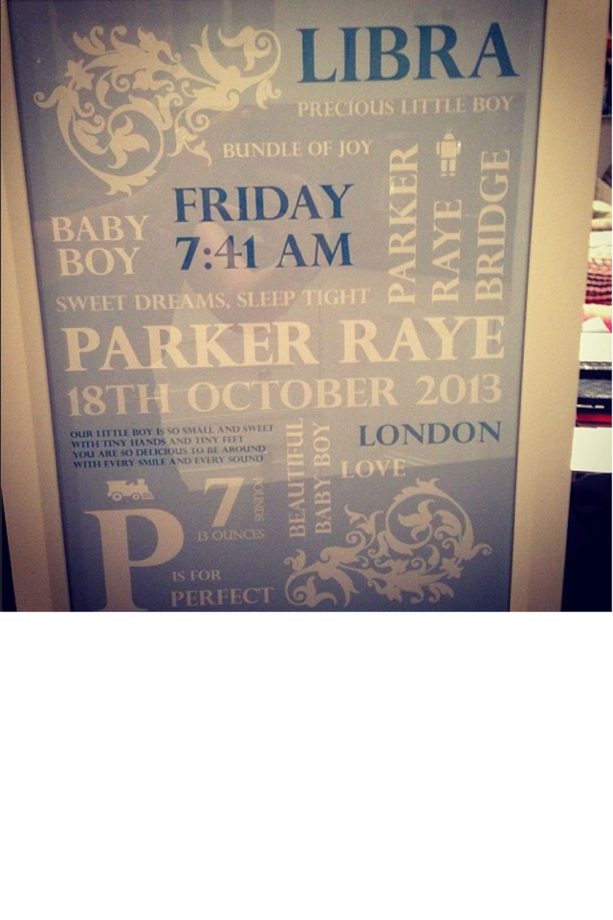 LIBRA
PRECIOUS LITTLE BOY
BUNDLE OF JOY
BABY
BOY
FRIDAY
7:41 AM
PARKER
RAYE
BRIDGE
SWEET DREAMS, SLEEP TIGHT
PARKER RAYE
18TH OCTOBER 2013
OUR LITTLE BOY IS SO SMALL AND SWEET
WITH TINY HANDS AND TINY FEET
YOU ARE SO DELICIOUS TO BE AROUND
WITH EVERY SMILE AND EVERY SOUND
7
POUNDS
13 OUNCES
BEAUTIFUL
BABY BOY
LONDON
LOVE
P
IS FOR
PERFECT